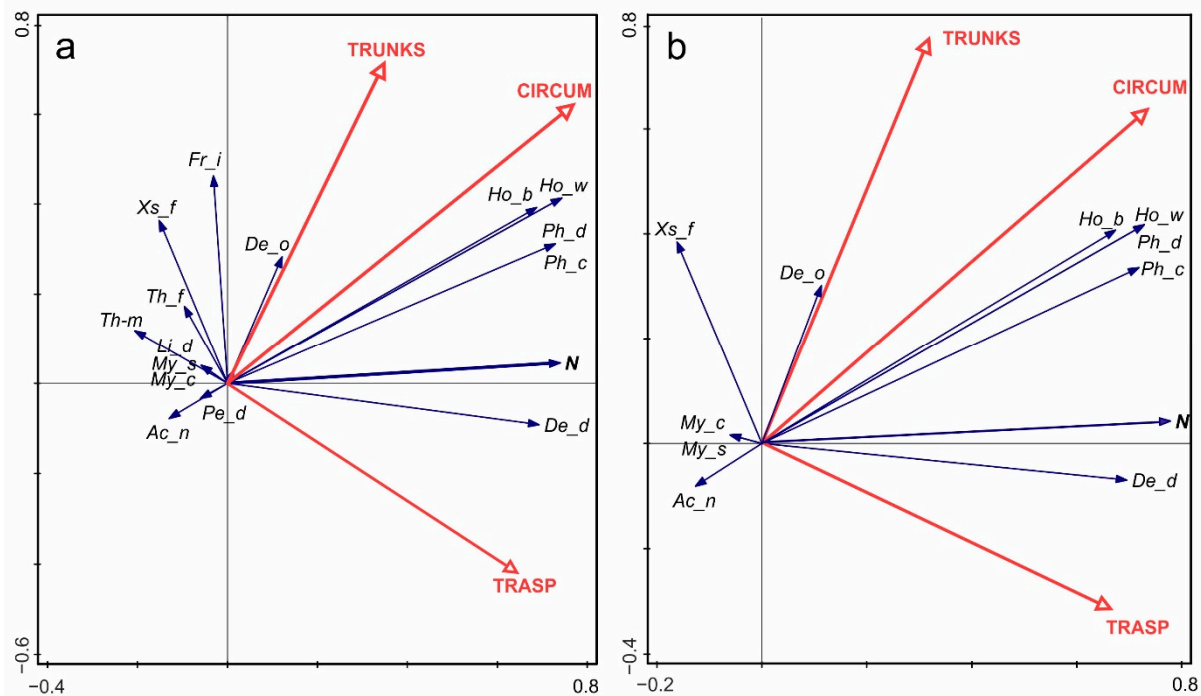 a
0.8
TRUNKS
CIRCUM
Fr_i
Xs_f
De_o
Ho_b
Ho_w
Ph_d
Ph_c
Th_f
Th-m
Li_d
My_s
My_c
N
Pe_d
Ac_n
De_d
TRASP
−0.6
−0.4
0.8
b
0.8
TRUNKS
CIRCUM
Xs_f
De_o
Ho_b
Ho_w
Ph_d
Ph_c
My_c
My_s
N
Ac_n
De_d
TRASP
−0.4
−0.2
0.8